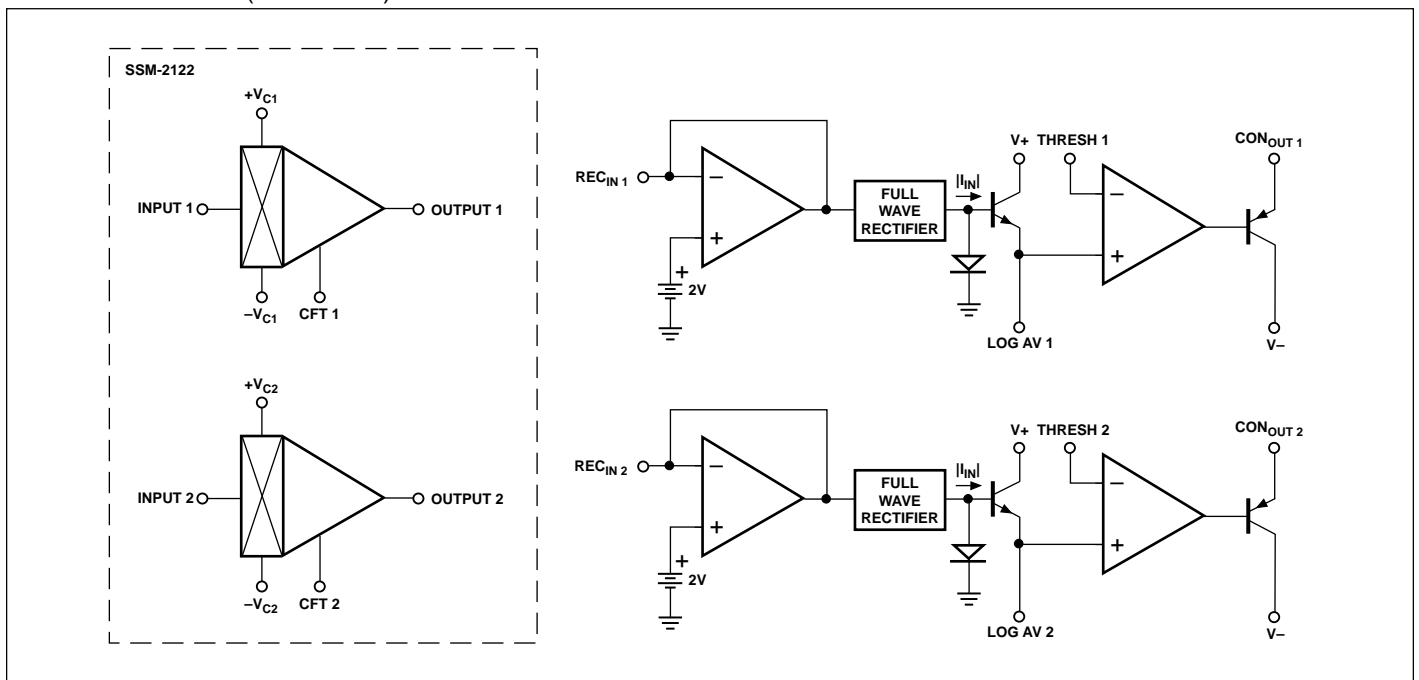 SSM-2122
+VC1
INPUT 1
OUTPUT 1
−VC1
CFT 1
+VC2
INPUT 2
OUTPUT 2
−VC2
CFT 2
RECIN 1
−
+
+
2V
FULL
WAVE
RECTIFIER
|IIN|
V+
THRESH 1
−
+
LOG AV 1
CONOUT 1
V−
RECIN 2
−
+
+
2V
FULL
WAVE
RECTIFIER
|IIN|
V+
THRESH 2
−
+
LOG AV 2
CONOUT 2
V−